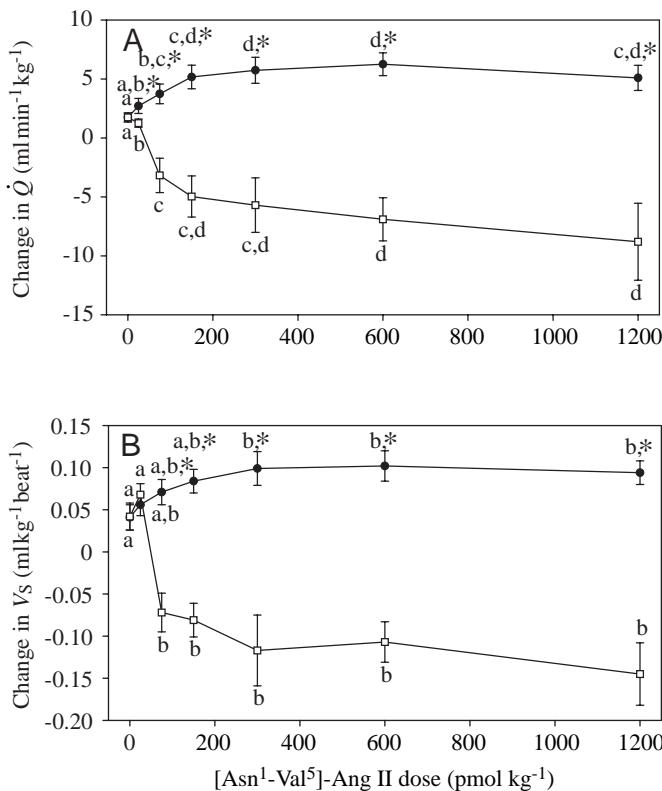 A
10
5
0
-5
-10
-15
Change in Q̇ (ml min⁻¹ kg⁻¹)
a
a,b,*
b,c,*
c,d,*
d,*
d,*
c,d,*
a
b
c
c,d
c,d
d
d
0 200 400 600 800 1000 1200
B
0.15
0.10
0.05
0
-0.05
-0.10
-0.15
-0.20
Change in VS (ml kg⁻¹ beat⁻¹)
a
a
a,b,*
a,b,*
b,*
b,*
b,*
a
a,b
b
b
b
b
b
0 200 400 600 800 1000 1200
[Asn¹-Val⁵]-Ang II dose (pmol kg⁻¹)